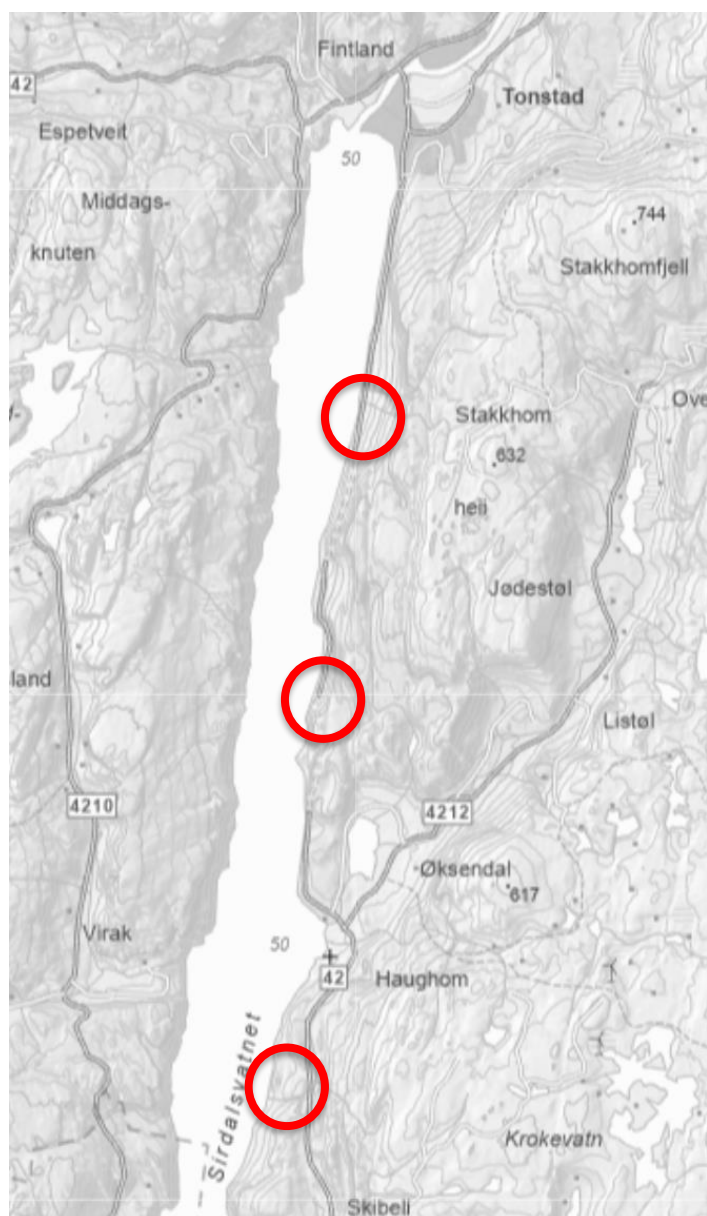 Fintland
42
Tonstad
Espetveit
50
Middags-
744
knuten
Stakkhomfjell
Ove
Stakkhom
632
heii
Jødestøl
land
Listøl
4210
4212
Øksendal
617
Virak
50
42
Haughom
Sirdalsvatnet
Krokevatn
Skibeli